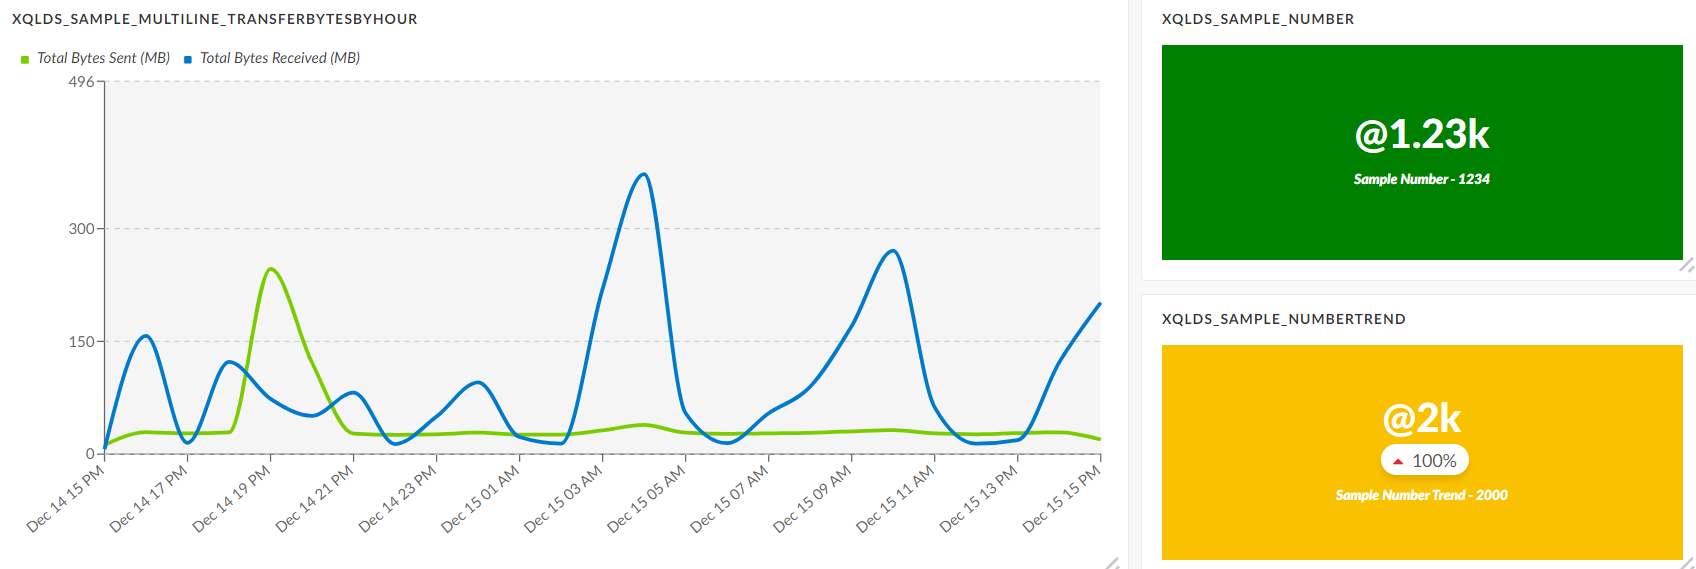 XQLDS_SAMPLE_MULTILINE_TRANSFERBYTESBYHOUR
Total Bytes Sent (MB) Total Bytes Received (MB)
496
300
150
0
Dec 14 15 PM
Dec 14 17 PM
Dec 14 19 PM
Dec 14 21 PM
Dec 14 23 PM
Dec 15 01 AM
Dec 15 03 AM
Dec 15 05 AM
Dec 15 07 AM
Dec 15 09 AM
Dec 15 11 AM
Dec 15 13 PM
Dec 15 15 PM
XQLDS_SAMPLE_NUMBER
@1.23k
Sample Number - 1234
XQLDS_SAMPLE_NUMBERTREND
@2k
100%
Sample Number Trend - 2000